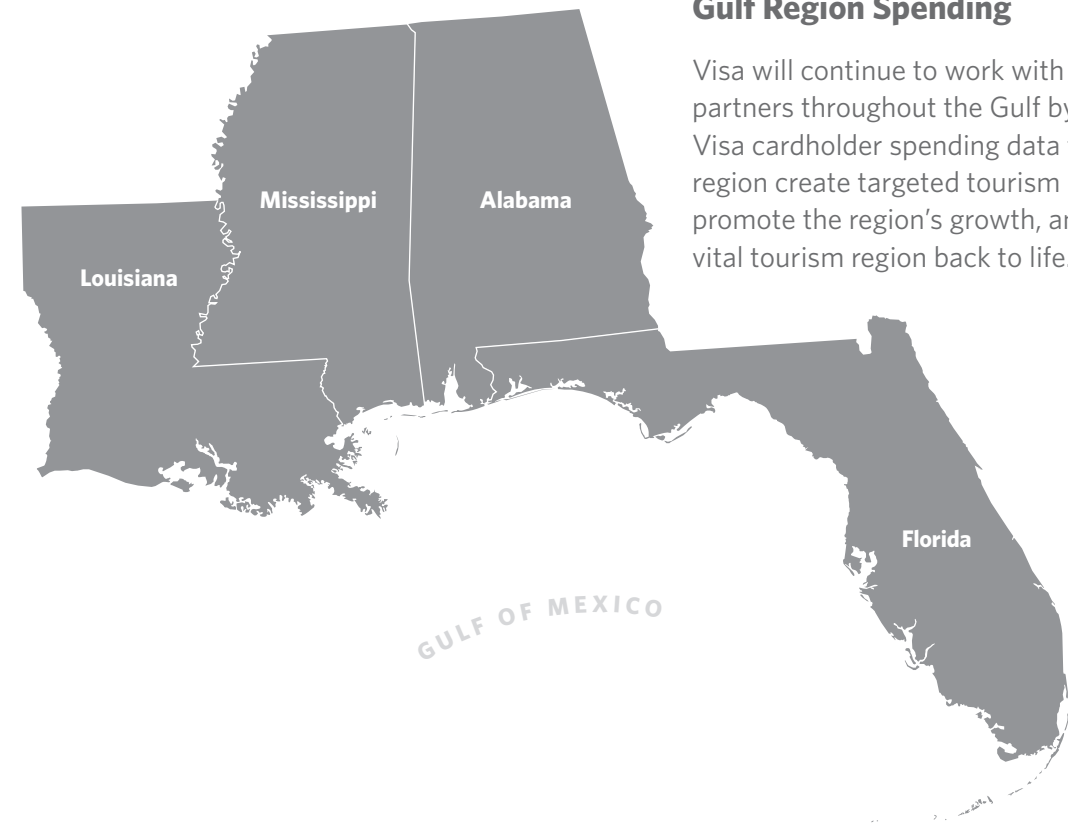 Gulf Region Spending
Visa will continue to work with
partners throughout the Gulf by
Visa cardholder spending data
region create targeted tourism
promote the region's growth, an
vital tourism region back to life.
Mississippi
Alabama
Louisiana
Florida
GULF OF MEXICO